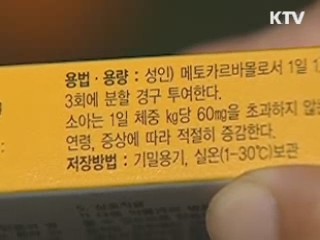 KTV
용법·용량 : 성인) 메토카르바몰로서 1일 1
3회에 분할 경구 투여한다.
소아는 1일 체중 kg당 60mg을 초과하지 않
연령, 증상에 따라 적절히 증감한다.
저장방법 : 기밀용기, 실온(1-30℃)보관